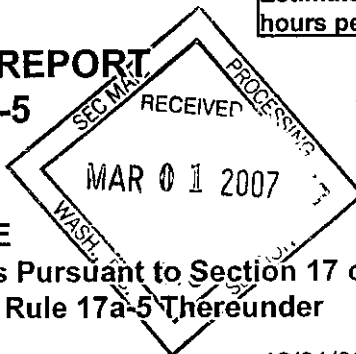 hours pe
REPORT
-5
SEC MAIL PROCESSING
RECEIVED
MAR 0 1 2007
WASH.
E
s Pursuant to Section 17 o
Rule 17a-5 Thereunder